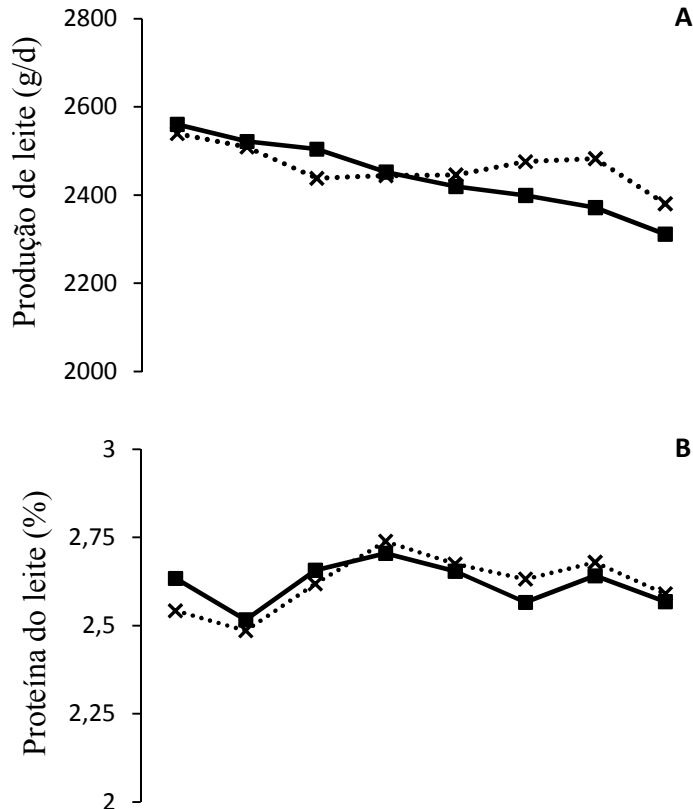 A
Produção de leite (g/d)
2800
2600
2400
2200
2000
B
Proteína do leite (%)
3
2,75
2,5
2,25
2